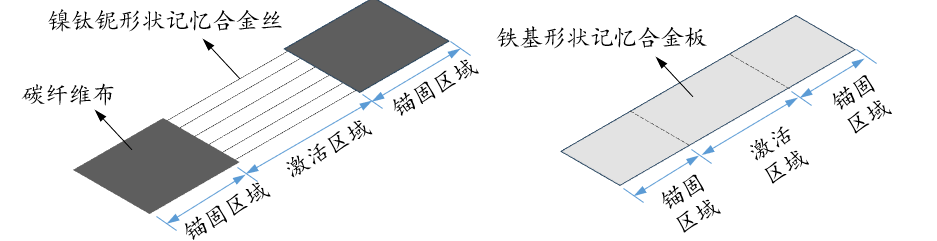 镍钛铌形状记忆合金丝
碳纤维布
锚固区域
激活区域
锚固区域
铁基形状记忆合金板
锚固
区域
激活
区域
锚固
区域